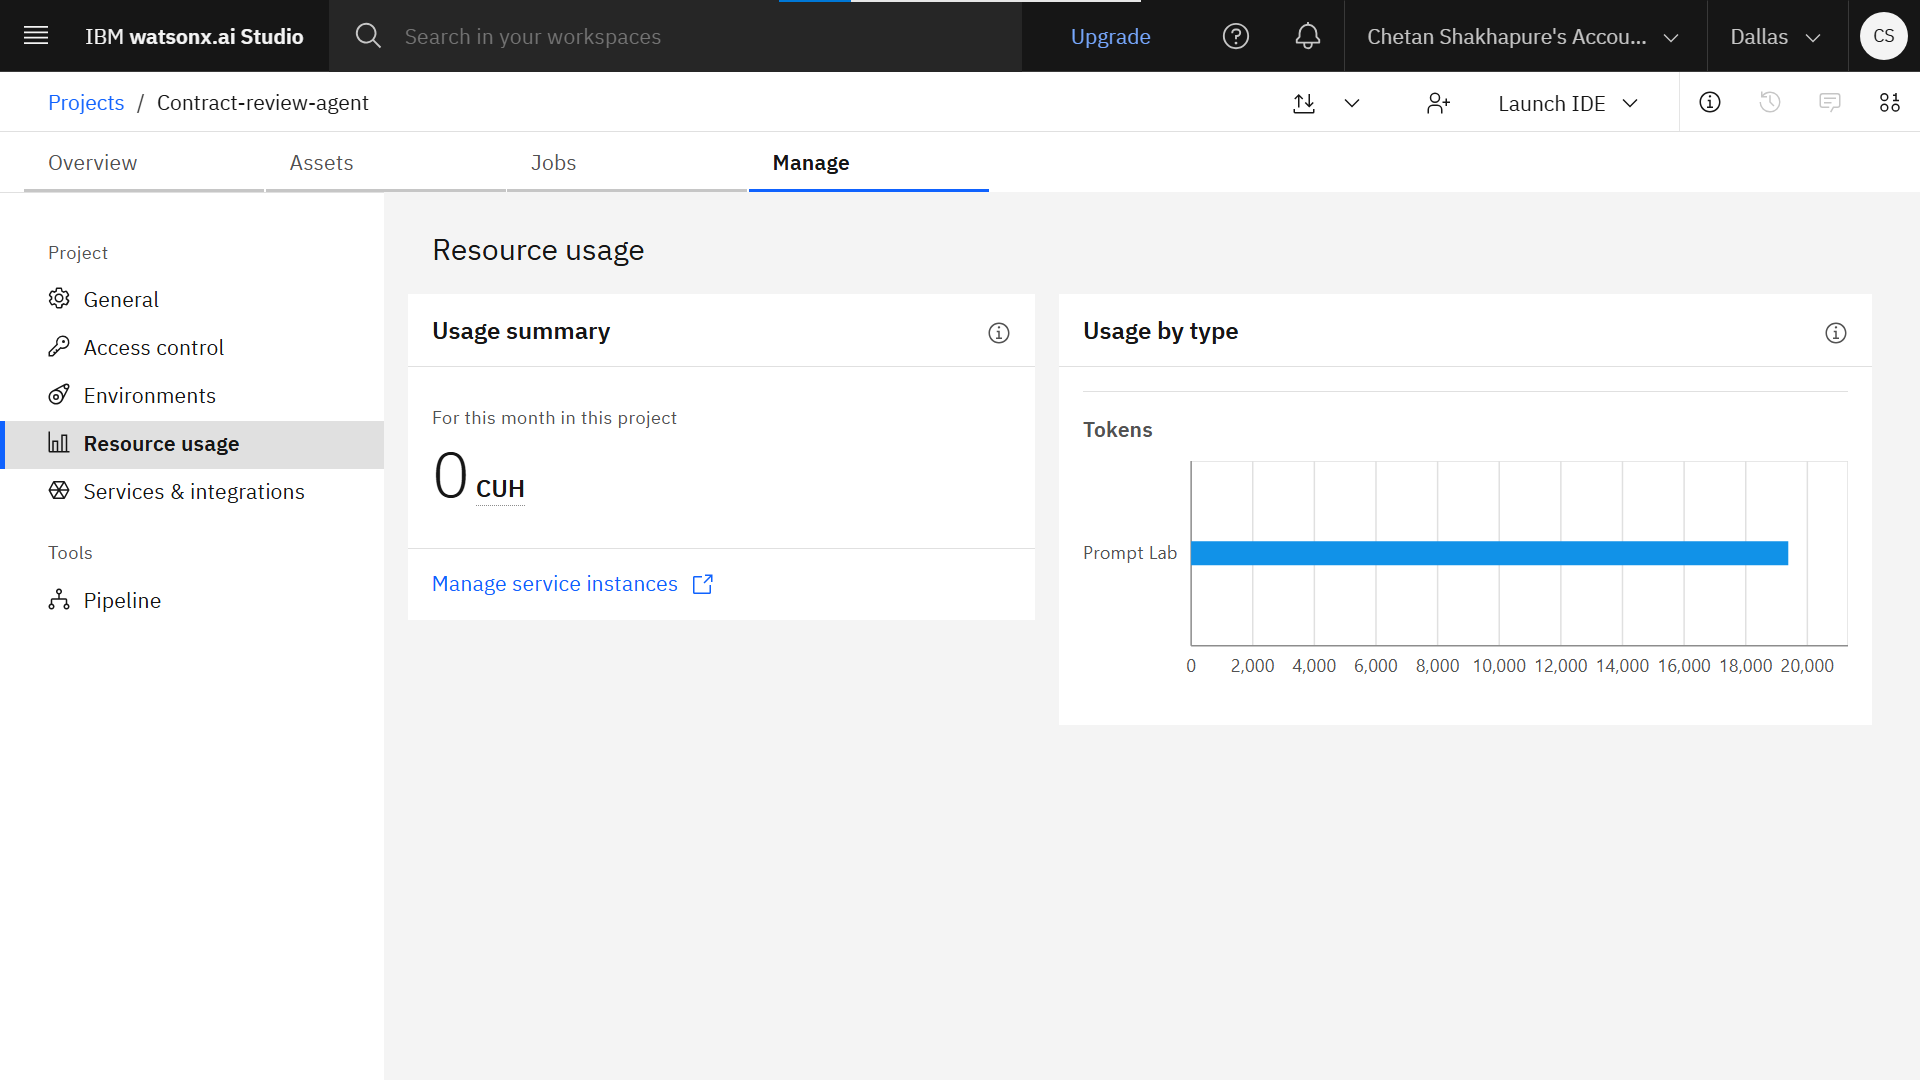 IBM watsonx.ai Studio
Search in your workspaces
Upgrade
Chetan Shakhapure's Accou...
Dallas
CS
Projects / Contract-review-agent
Launch IDE
Overview
Assets
Jobs
Manage
Project
General
Access control
Environments
Resource usage
Services & integrations
Tools
Pipeline
Resource usage
Usage summary
For this month in this project
0 CUH
Manage service instances
Usage by type
Tokens
Prompt Lab
0 2,000 4,000 6,000 8,000 10,000 12,000 14,000 16,000 18,000 20,000